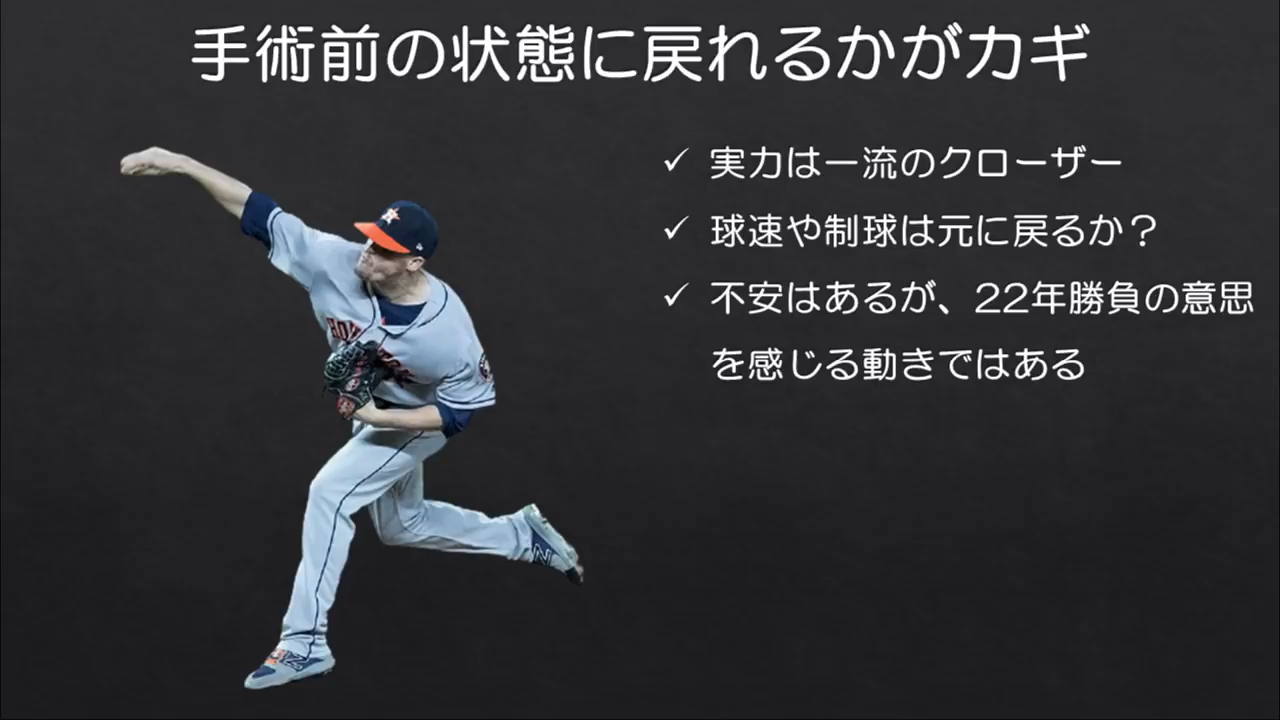 手術前の状態に戻れるかがカギ
✓ 実力は一流のクローザー
✓ 球速や制球は元に戻るか？
✓ 不安はあるが、22年勝負の意思
を感じる動きではある